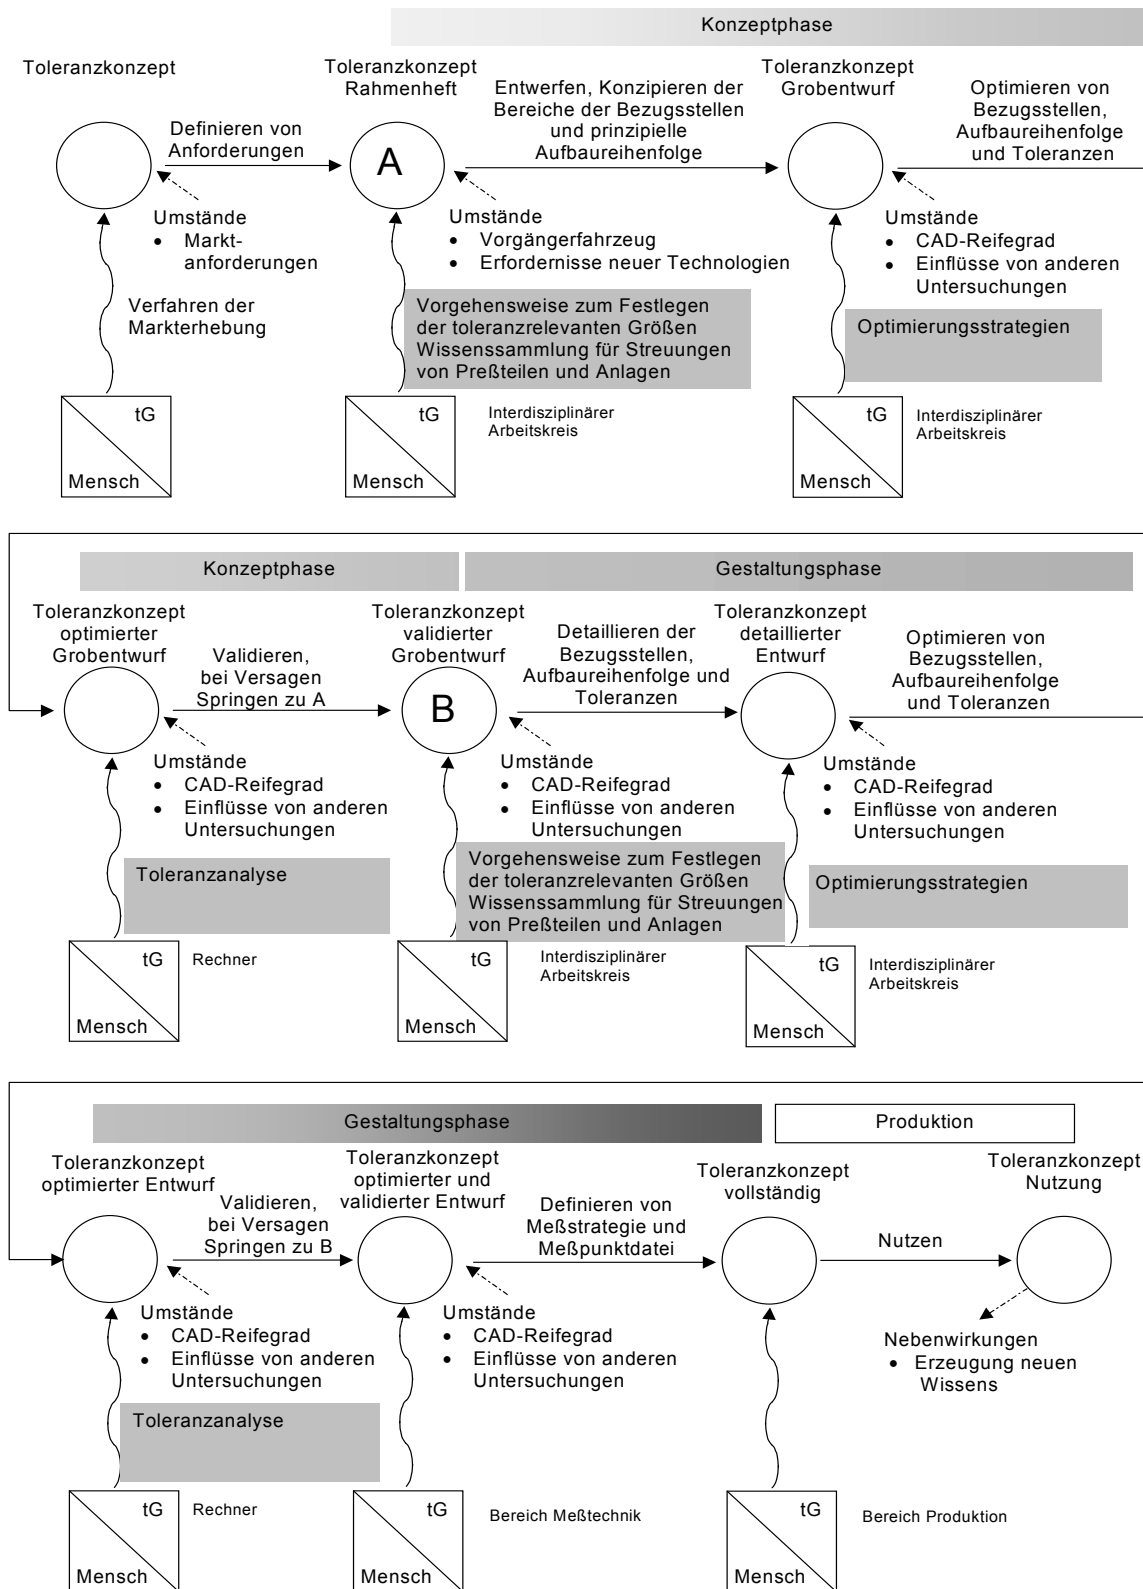 Konzeptphase
Toleranzkonzept
Toleranzkonzept
Rahmenheft
Entwerfen, Konzipieren der
Bereiche der Bezugsstellen
und prinzipielle
Aufbaureihenfolge
Toleranzkonzept
Grobentwurf
Optimieren von
Bezugsstellen,
Aufbaureihenfolge
und Toleranzen
Definieren von
Anforderungen
A
Umstände
• Markt-
anforderungen
Umstände
• Vorgängerfahrzeug
• Erfordernisse neuer Technologien
Umstände
• CAD-Reifegrad
• Einflüsse von anderen
Untersuchungen
Verfahren der
Markterhebung
Vorgehensweise zum Festlegen
der toleranzrelevanten Größen
Wissenssammlung für Streuungen
von Preßteilen und Anlagen
Optimierungsstrategien
tG
Mensch
tG
Mensch
Interdisziplinärer
Arbeitskreis
tG
Mensch
Interdisziplinärer
Arbeitskreis
Konzeptphase
Gestaltungsphase
Toleranzkonzept
optimierter
Grobentwurf
Validieren,
bei Versagen
Springen zu A
Toleranzkonzept
validierter
Grobentwurf
Detaillieren der
Bezugsstellen,
Aufbaureihenfolge und
Toleranzen
Toleranzkonzept
detaillierter
Entwurf
Optimieren von
Bezugsstellen,
Aufbaureihenfolge
und Toleranzen
B
Umstände
• CAD-Reifegrad
• Einflüsse von anderen
Untersuchungen
Umstände
• CAD-Reifegrad
• Einflüsse von anderen
Untersuchungen
Umstände
• CAD-Reifegrad
• Einflüsse von anderen
Untersuchungen
Toleranzanalyse
Vorgehensweise zum Festlegen
der toleranzrelevanten Größen
Wissenssammlung für Streuungen
von Preßteilen und Anlagen
Optimierungsstrategien
tG
Mensch
Rechner
tG
Mensch
Interdisziplinärer
Arbeitskreis
tG
Mensch
Interdisziplinärer
Arbeitskreis
Gestaltungsphase
Produktion
Toleranzkonzept
optimierter Entwurf
Validieren,
bei Versagen
Springen zu B
Toleranzkonzept
optimierter und
validierter Entwurf
Definieren von
Meßstrategie und
Meßpunktdatei
Toleranzkonzept
vollständig
Nutzen
Toleranzkonzept
Nutzung
Umstände
• CAD-Reifegrad
• Einflüsse von anderen
Untersuchungen
Umstände
• CAD-Reifegrad
• Einflüsse von anderen
Untersuchungen
Nebenwirkungen
• Erzeugung neuen
Wissens
Toleranzanalyse
tG
Mensch
Rechner
tG
Mensch
Bereich Meßtechnik
tG
Mensch
Bereich Produktion